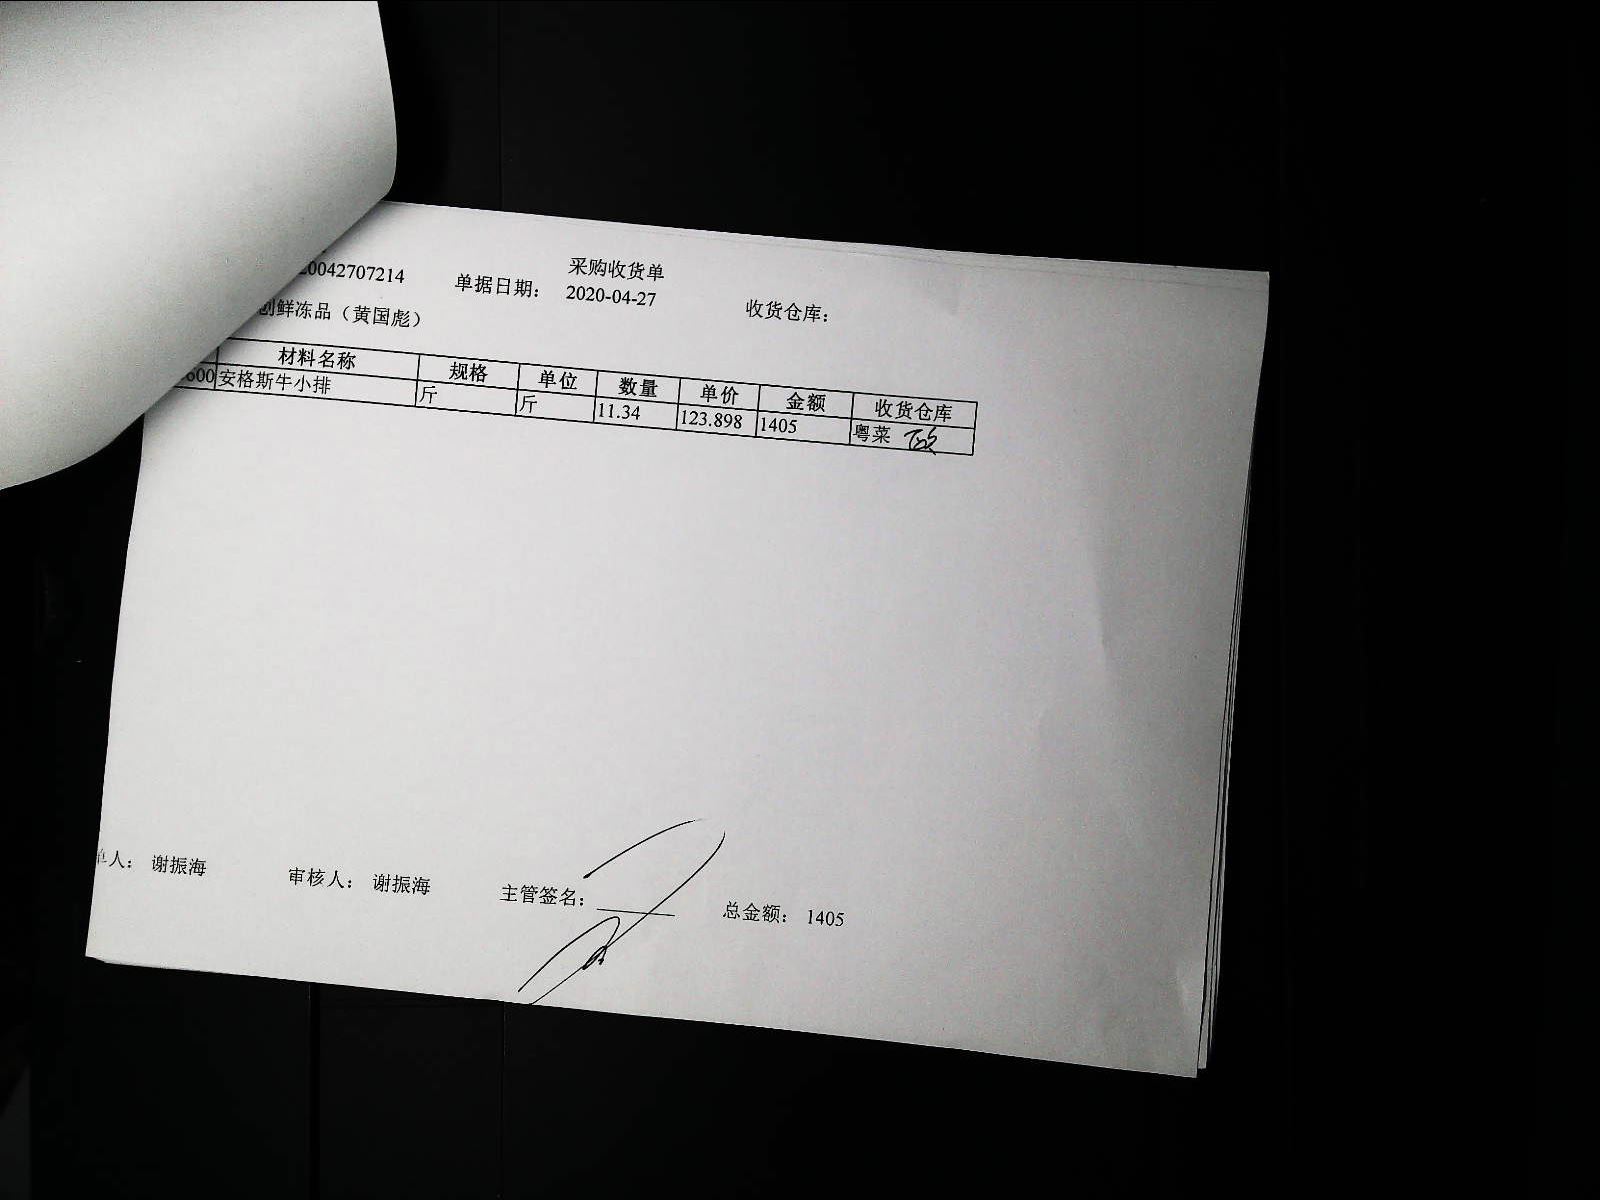 采购收货单
20042707214 单据日期： 2020-04-27 收货仓库：
创鲜冻品（黄国彪）
材料名称 规格 单位 数量 单价 金额 收货仓库
600 安格斯牛小排 斤 斤 11.34 123.898 1405 粤菜
单人： 谢振海 审核人： 谢振海 主管签名： 总金额： 1405